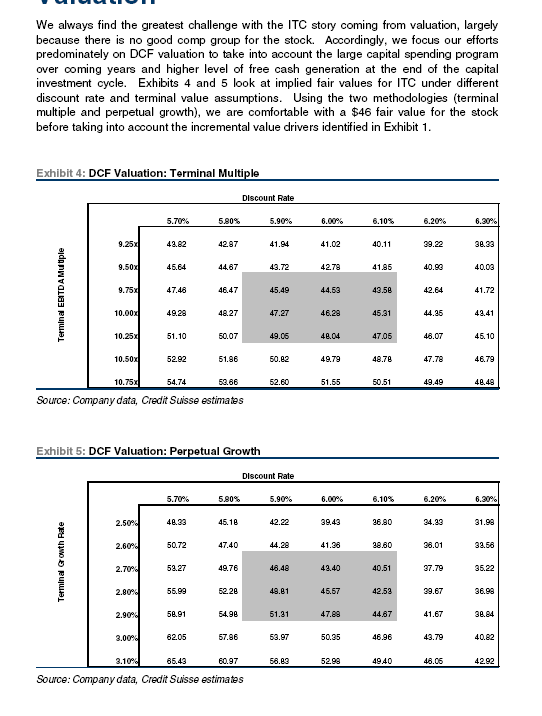 Valuation
We always find the greatest challenge with the ITC story coming from valuation, largely
because there is no good comp group for the stock. Accordingly, we focus our efforts
predominately on DCF valuation to take into account the large capital spending program
over coming years and higher level of free cash generation at the end of the capital
investment cycle. Exhibits 4 and 5 look at implied fair values for ITC under different
discount rate and terminal value assumptions. Using the two methodologies (terminal
multiple and perpetual growth), we are comfortable with a $46 fair value for the stock
before taking into account the incremental value drivers identified in Exhibit 1.
Exhibit 4: DCF Valuation: Terminal Multiple
Discount Rate
5.70% 5.80% 5.90% 6.00% 6.10% 6.20% 6.30%
Terminal EBITDA Multiple
9.25x 43.82 42.87 41.94 41.02 40.11 39.22 38.33
9.50x 45.64 44.67 43.72 42.78 41.85 40.93 40.03
9.75x 47.46 46.47 45.49 44.53 43.58 42.64 41.72
10.00x 49.28 48.27 47.27 46.28 45.31 44.35 43.41
10.25x 51.10 50.07 49.05 48.04 47.05 46.07 45.10
10.50x 52.92 51.86 50.82 49.79 48.78 47.78 46.79
10.75x 54.74 53.66 52.60 51.55 50.51 49.49 48.48
Source: Company data, Credit Suisse estimates
Exhibit 5: DCF Valuation: Perpetual Growth
Discount Rate
5.70% 5.80% 5.90% 6.00% 6.10% 6.20% 6.30%
Terminal Growth Rate
2.50% 48.33 45.18 42.22 39.43 36.80 34.33 31.98
2.60% 50.72 47.40 44.28 41.36 38.60 36.01 33.56
2.70% 53.27 49.76 46.48 43.40 40.51 37.79 35.22
2.80% 55.99 52.28 48.81 45.57 42.53 39.67 36.98
2.90% 58.91 54.98 51.31 47.88 44.67 41.67 38.84
3.00% 62.05 57.86 53.97 50.35 46.96 43.79 40.82
3.10% 65.43 60.97 56.83 52.98 49.40 46.05 42.92
Source: Company data, Credit Suisse estimates